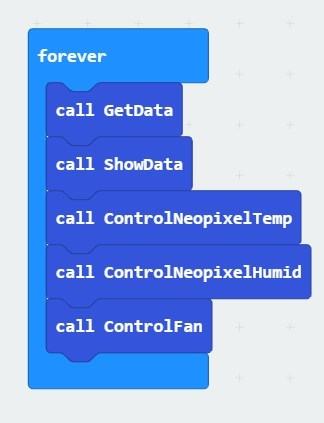 forever
call GetData
call ShowData
call ControlNeopixelTemp
call ControlNeopixelHumid
call ControlFan